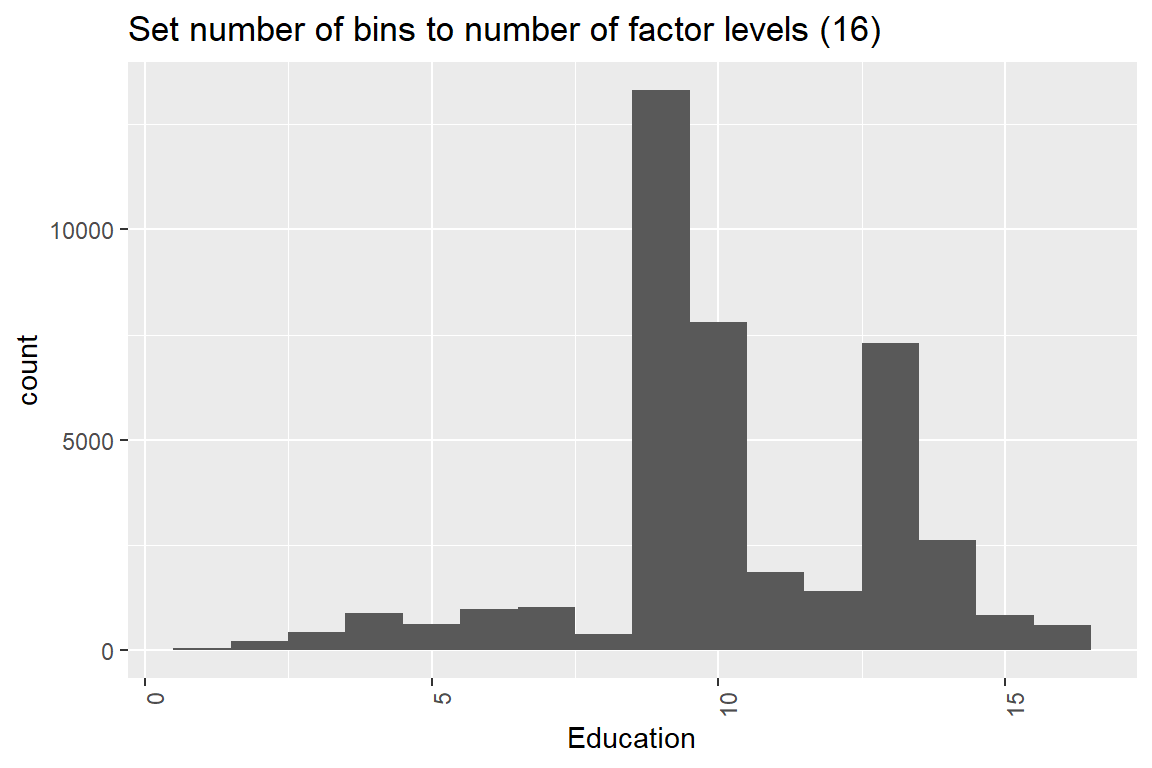 Set number of bins to number of factor levels (16)
count
10000
5000
0
0
5
10
15
Education